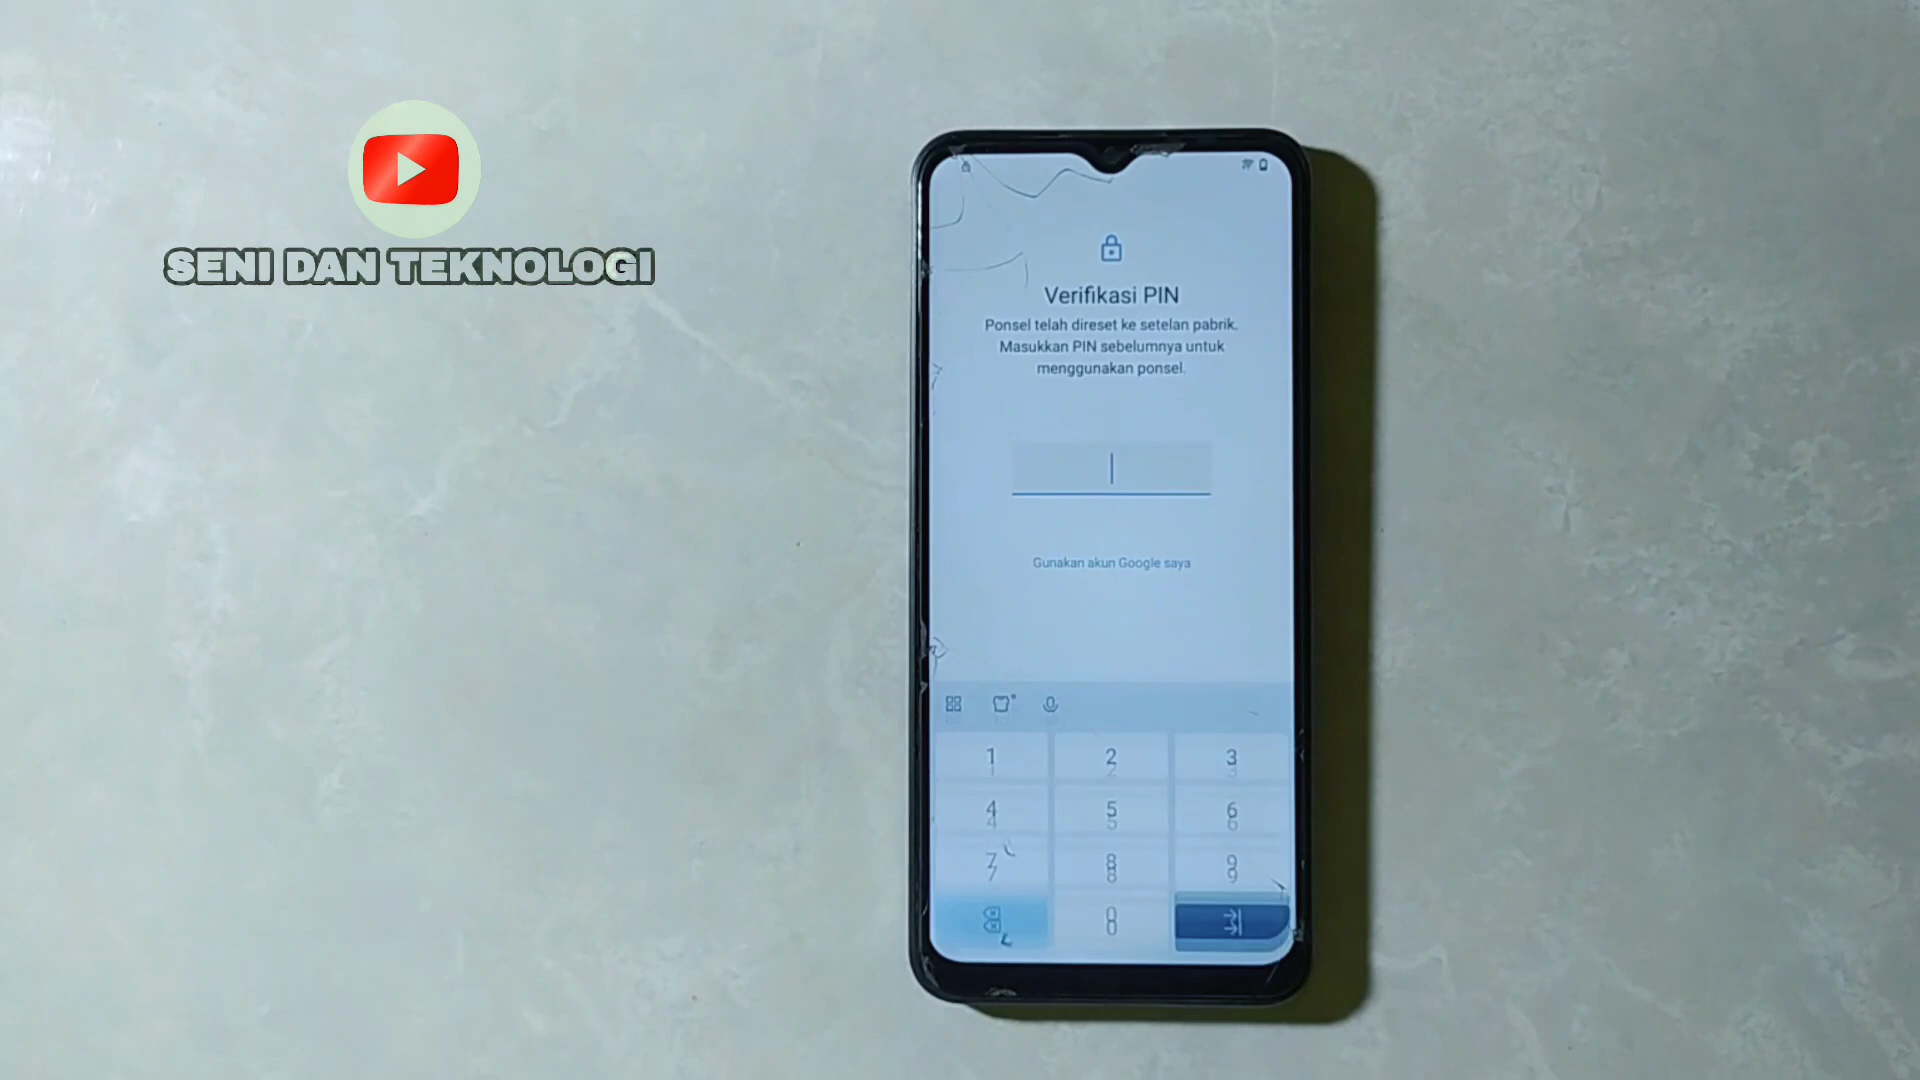 SENI DAN TEKNOLOGI
Verifikasi PIN
Ponsel telah direset ke setelan pabrik.
Masukkan PIN sebelumnya untuk
menggunakan ponsel.
Gunakan akun Google saya
1 2 3
4 5 6
7 8 9
0